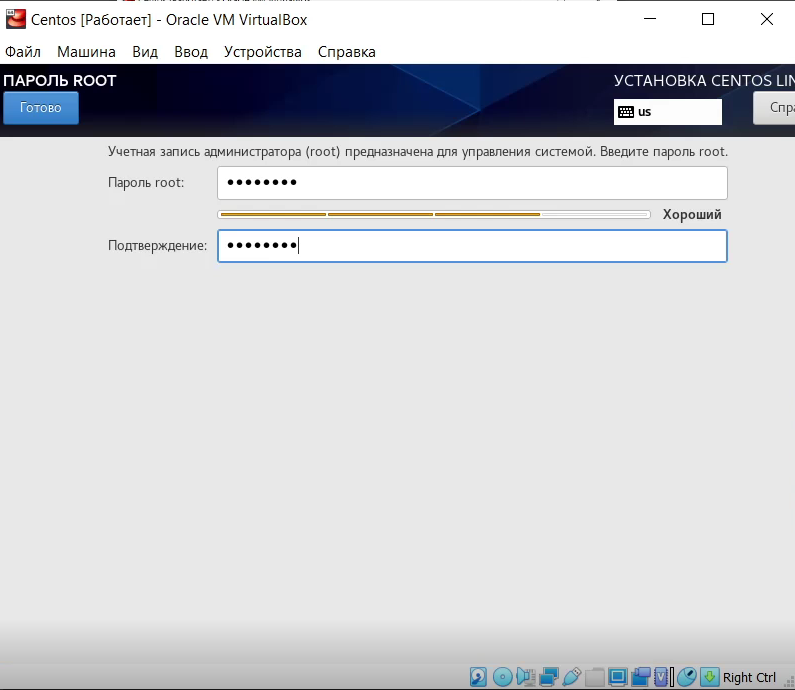 Centos [Работает] - Oracle VM VirtualBox
Файл Машина Вид Ввод Устройства Справка
ПАРОЛЬ ROOT
УСТАНОВКА CENTOS LIN
Готово
us
Спра
Учетная запись администратора (root) предназначена для управления системой. Введите пароль root.
Пароль root: ●●●●●●●●
Хороший
Подтверждение: ●●●●●●●●
Right Ctrl